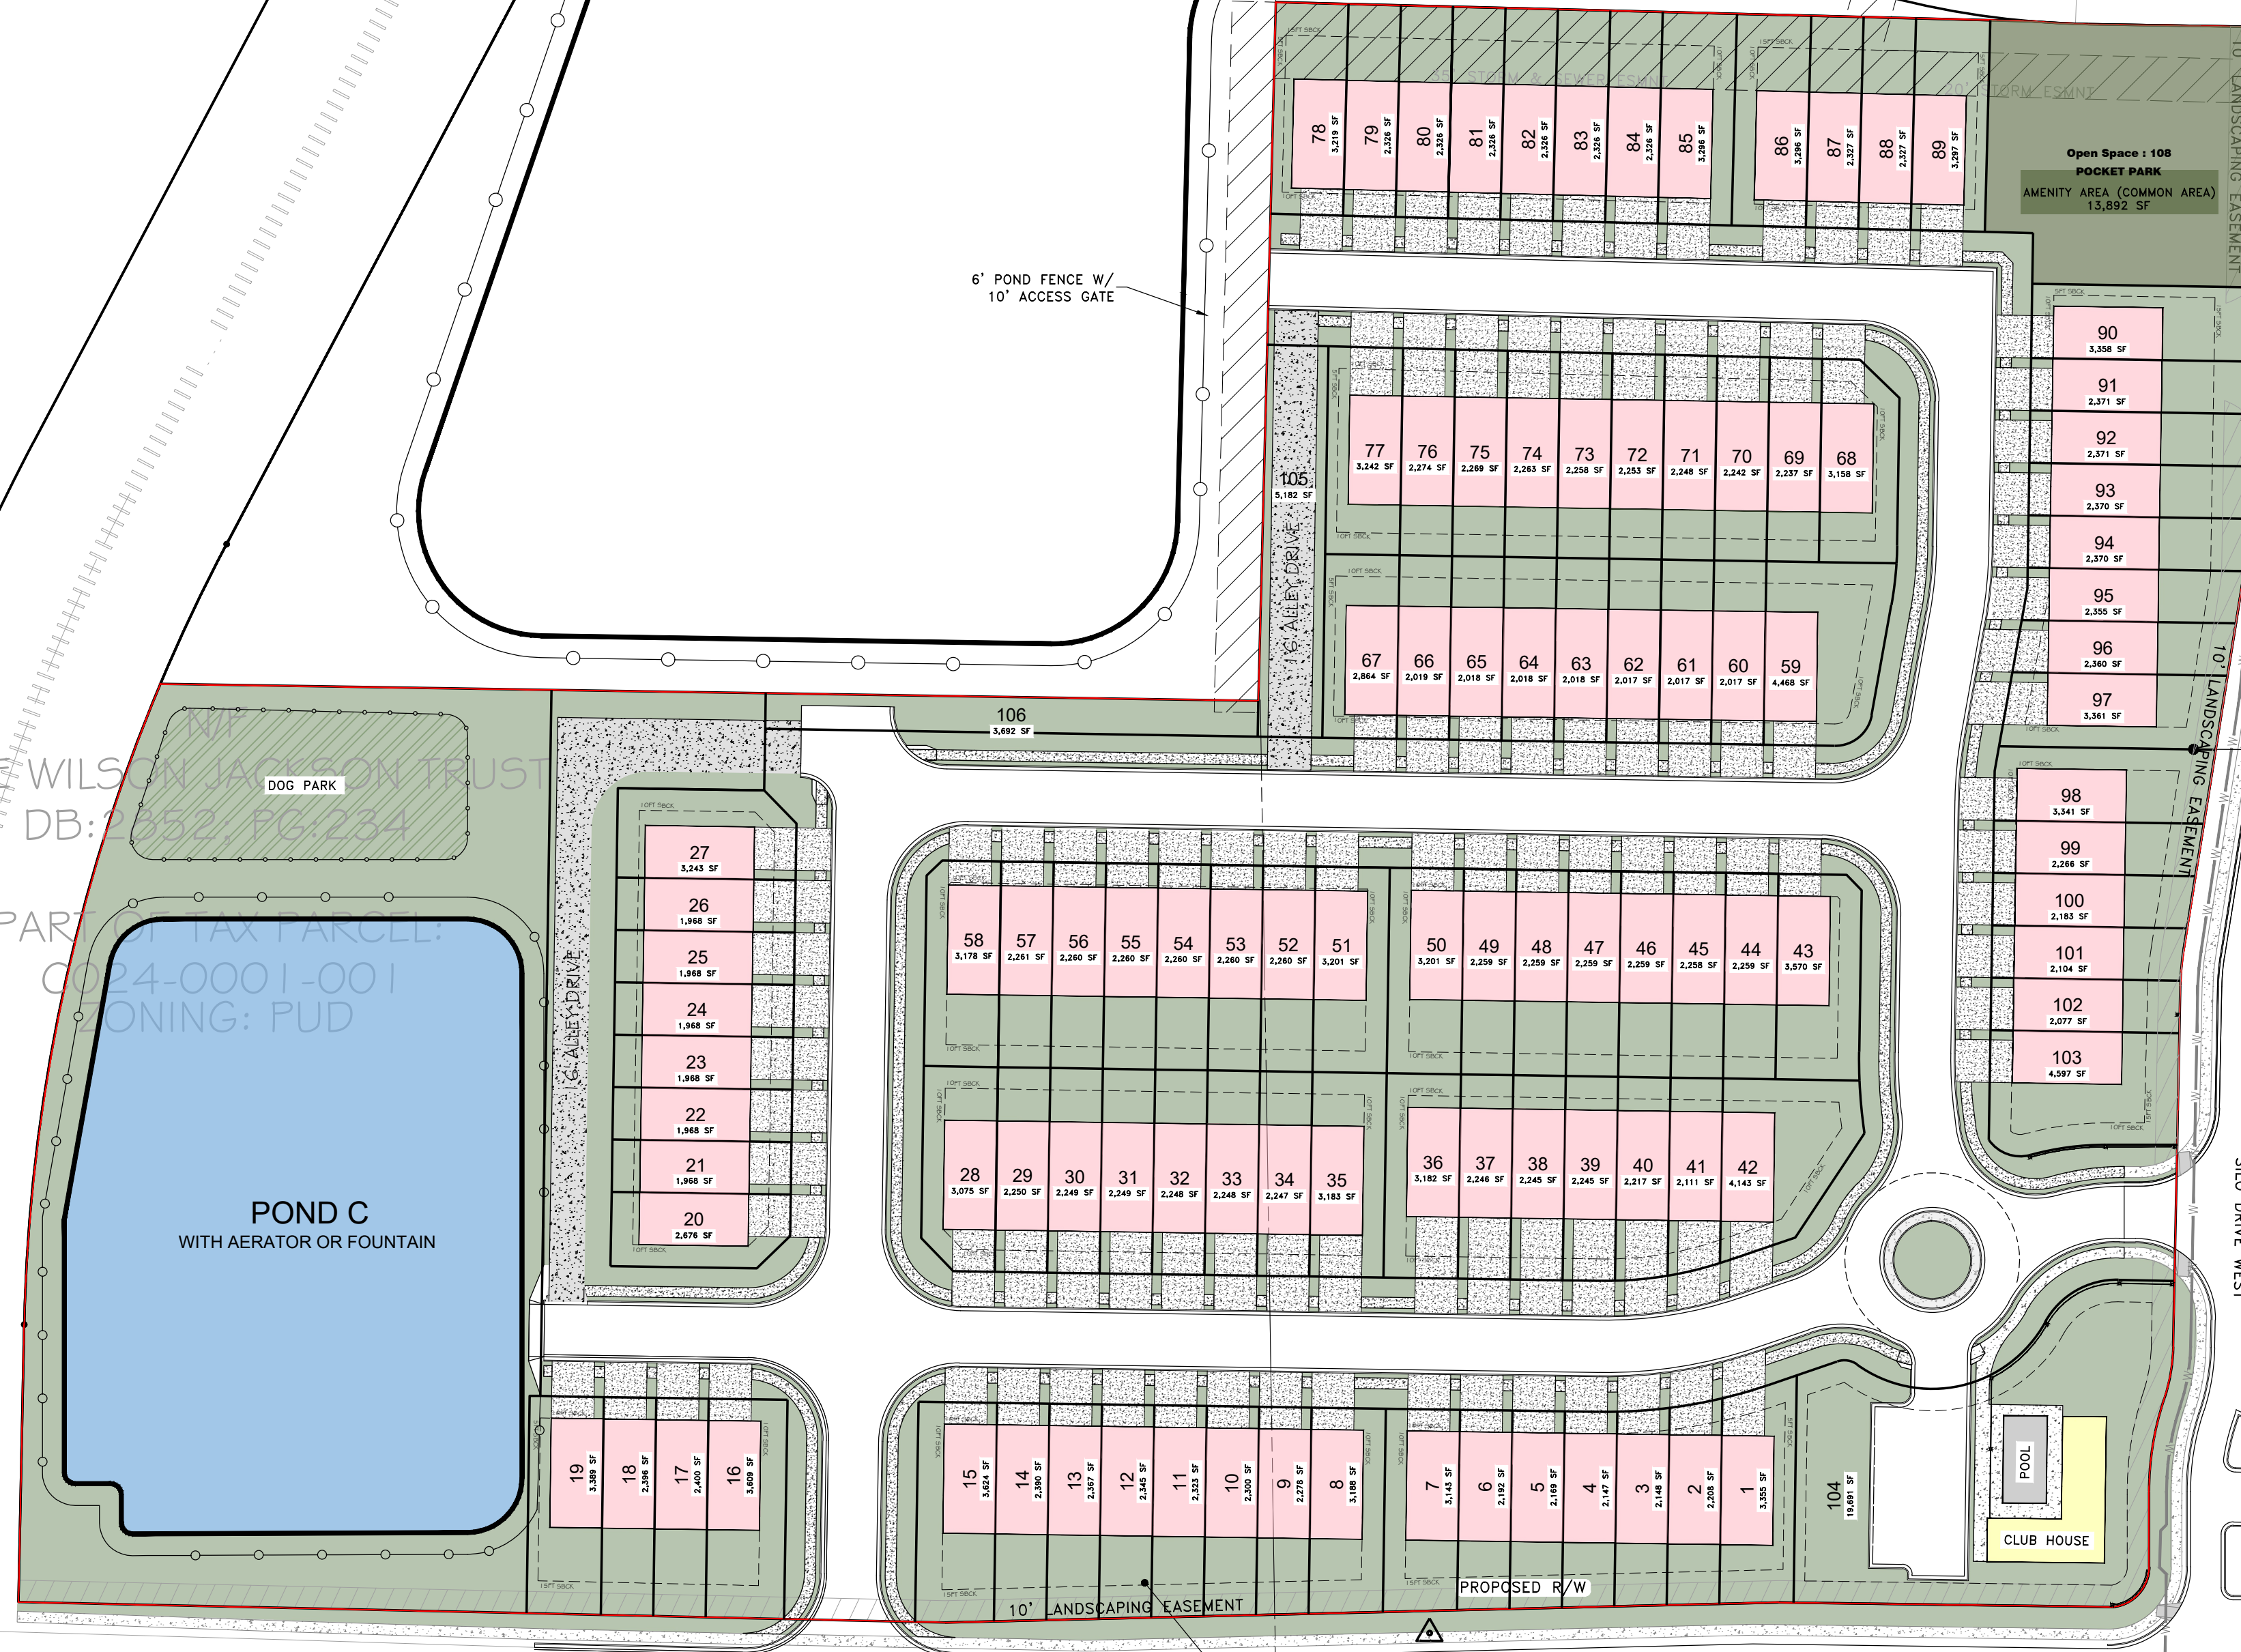 35' STORM & SEWER ESMNT
20' STORM ESMNT
10' LANDSCAPING EASEMENT
78
3,219 SF
79
2,326 SF
80
2,326 SF
81
2,326 SF
82
2,326 SF
83
2,326 SF
84
2,326 SF
85
3,296 SF
86
3,296 SF
87
2,327 SF
88
2,327 SF
89
3,297 SF
Open Space : 108
POCKET PARK
AMENITY AREA (COMMON AREA)
13,892 SF
6' POND FENCE W/
10' ACCESS GATE
90
3,358 SF
91
2,371 SF
92
2,371 SF
93
2,370 SF
94
2,370 SF
95
2,355 SF
96
2,360 SF
97
3,361 SF
77
3,242 SF
76
2,274 SF
75
2,269 SF
74
2,263 SF
73
2,258 SF
72
2,253 SF
71
2,248 SF
70
2,242 SF
69
2,237 SF
68
3,158 SF
105
5,182 SF
16' ALLEY DRIVE
67
2,864 SF
66
2,019 SF
65
2,018 SF
64
2,018 SF
63
2,018 SF
62
2,017 SF
61
2,017 SF
60
2,017 SF
59
4,468 SF
10' LANDSCAPING EASEMENT
106
3,692 SF
N/F
WILSON JACKSON TRUST
DB:2652; PG:234
DOG PARK
PART OF TAX PARCEL:
C024-0001-001
ZONING: PUD
27
3,243 SF
26
1,968 SF
25
1,968 SF
24
1,968 SF
23
1,968 SF
22
1,968 SF
21
1,968 SF
20
2,676 SF
ALLEY DRIVE
98
3,341 SF
99
2,266 SF
100
2,183 SF
101
2,104 SF
102
2,077 SF
103
4,597 SF
58
3,178 SF
57
2,261 SF
56
2,260 SF
55
2,260 SF
54
2,260 SF
53
2,260 SF
52
2,260 SF
51
3,201 SF
50
3,201 SF
49
2,259 SF
48
2,259 SF
47
2,259 SF
46
2,259 SF
45
2,258 SF
44
2,259 SF
43
3,570 SF
28
3,075 SF
29
2,250 SF
30
2,249 SF
31
2,249 SF
32
2,248 SF
33
2,248 SF
34
2,247 SF
35
3,183 SF
36
3,182 SF
37
2,246 SF
38
2,245 SF
39
2,245 SF
40
2,217 SF
41
2,111 SF
42
4,143 SF
POND C
WITH AERATOR OR FOUNTAIN
DRIVE WEST
19
3,389 SF
18
2,396 SF
17
2,400 SF
16
3,609 SF
15
3,624 SF
14
2,390 SF
13
2,367 SF
12
2,345 SF
11
2,323 SF
10
2,300 SF
9
2,278 SF
8
3,188 SF
7
3,143 SF
6
2,192 SF
5
2,169 SF
4
2,147 SF
3
2,148 SF
2
2,208 SF
1
3,355 SF
104
19,691 SF
POOL
CLUB HOUSE
PROPOSED R/W
10' LANDSCAPING EASEMENT